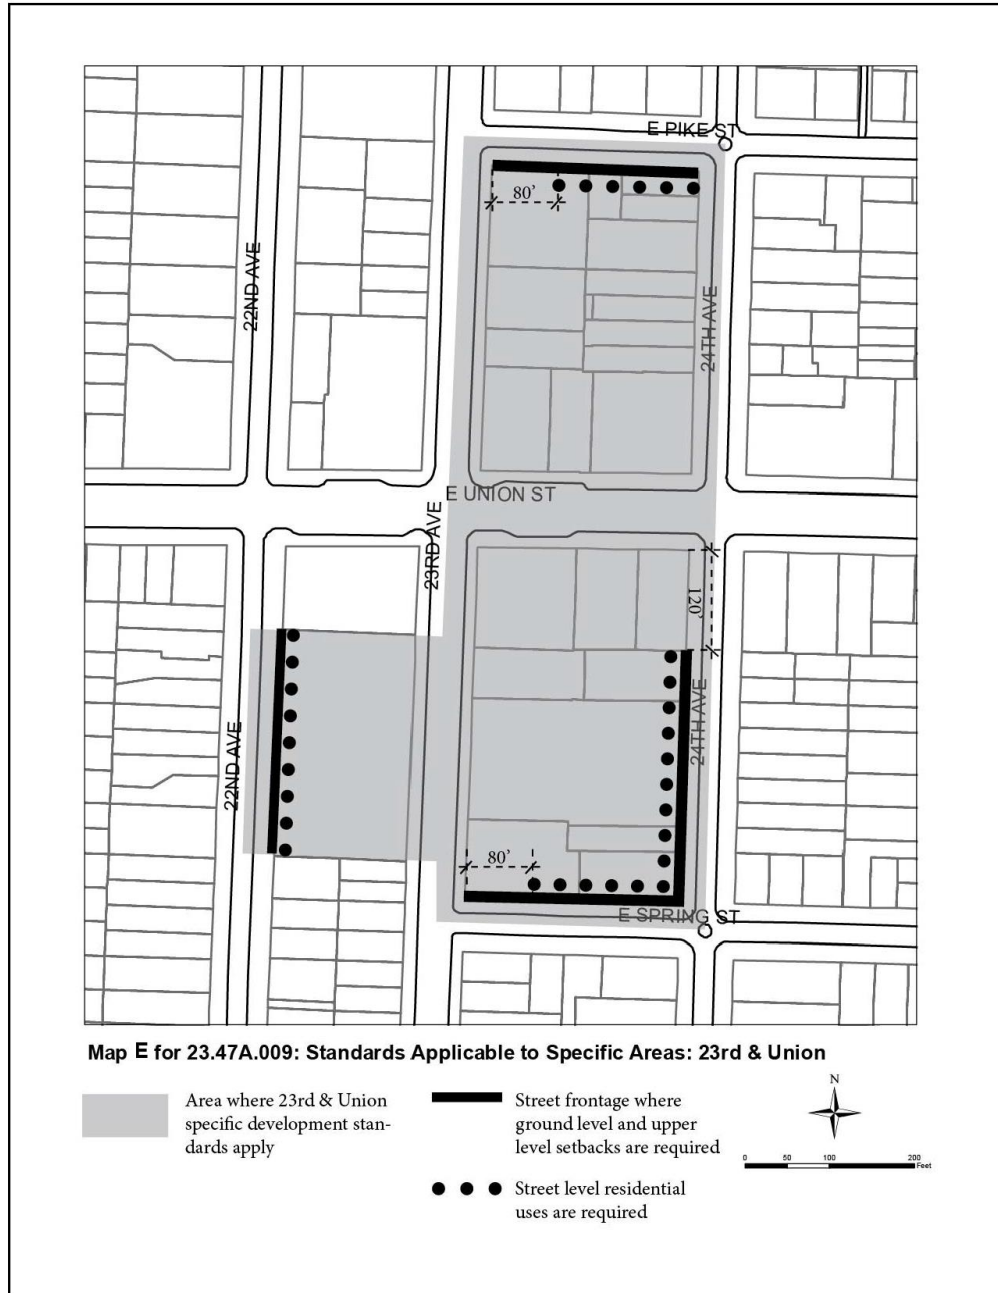 E PIKE ST
80’
22ND AVE
24TH AVE
E UNION ST
23RD AVE
120’
24TH AVE
22ND AVE
80’
E SPRING ST
Map E for 23.47A.009: Standards Applicable to Specific Areas: 23rd & Union
Area where 23rd & Union
specific development stan-
dards apply
Street frontage where
ground level and upper
level setbacks are required
Street level residential
uses are required
N
0 50 100 200
Feet